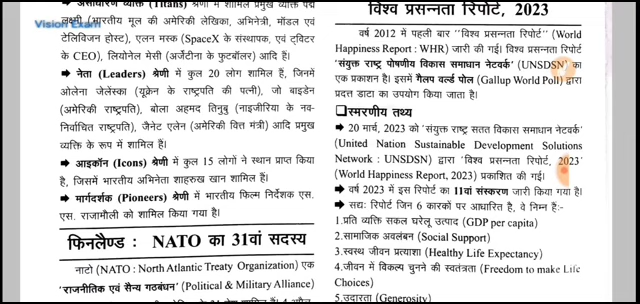 असाधारण व्यक्ति (Titans) श्रेणी में शामिल प्रमुख व्यक्ति पद्म
लक्ष्मी (भारतीय मूल की अमेरिकी लेखिका, अभिनेत्री, मॉडल एवं
टेलिविजन होस्ट), एलन मस्क (SpaceX के संस्थापक, एवं ट्विटर
के CEO), लियोनेल मेसी (अर्जेंटीना के फुटबॉलर) आदि हैं।
➡ नेता (Leaders) श्रेणी में कुल 20 लोग शामिल हैं, जिनमें
ओलेना जेलेंस्का (यूक्रेन के राष्ट्रपति की पत्नी), जो बाइडेन
(अमेरिकी राष्ट्रपति), बोला अहमद तिनुबु (नाइजीरिया के नव-
निर्वाचित राष्ट्रपति), जैनेट एलेन (अमेरिकी वित्त मंत्री) आदि प्रमुख
व्यक्ति के रूप में शामिल हैं।
➡ आइकॉन (Icons) श्रेणी में कुल 15 लोगों ने स्थान प्राप्त किया
है, जिसमें भारतीय अभिनेता शाहरुख खान शामिल हैं।
➡ मार्गदर्शक (Pioneers) श्रेणी में भारतीय फिल्म निर्देशक एस.
एस. राजामौली को शामिल किया गया है।
फिनलैण्ड : NATO का 31वां सदस्य
नाटो (NATO : North Atlantic Treaty Organization) एक
'राजनीतिक एवं सैन्य गठबंधन' (Political & Military Alliance)
विश्व प्रसन्नता रिपोर्ट, 2023
वर्ष 2012 में पहली बार "विश्व प्रसन्नता रिपोर्ट" (World
Happiness Report : WHR) जारी की गई। विश्व प्रसन्नता रिपोर्ट
'संयुक्त राष्ट्र पोषणीय विकास समाधान नेटवर्क' (UNSDSN) का
एक प्रकाशन है। इसमें गैलप वर्ल्ड पोल (Gallup World Poll) द्वारा
प्रदत्त डाटा का उपयोग किया जाता है।
❑स्मरणीय तथ्य
➡ 20 मार्च, 2023 को 'संयुक्त राष्ट्र सतत विकास समाधान नेटवर्क'
(United Nation Sustainable Development Solutions
Network : UNSDSN) द्वारा 'विश्व प्रसन्नता रिपोर्ट, 2023'
(World Happiness Report, 2023) प्रकाशित की गई।
➡ वर्ष 2023 में इस रिपोर्ट का 11वां संस्करण जारी किया गया है।
➡ सद्यः रिपोर्ट जिन 6 कारकों पर आधारित है, वे निम्न हैं:-
1.प्रति व्यक्ति सकल घरेलू उत्पाद (GDP per capita)
2.सामाजिक अवलंबन (Social Support)
3.स्वस्थ जीवन प्रत्याशा (Healthy Life Expectancy)
4.जीवन में विकल्प चुनने की स्वतंत्रता (Freedom to make Life
Choices)
5.उदारता (Generosity)
Vision Exam